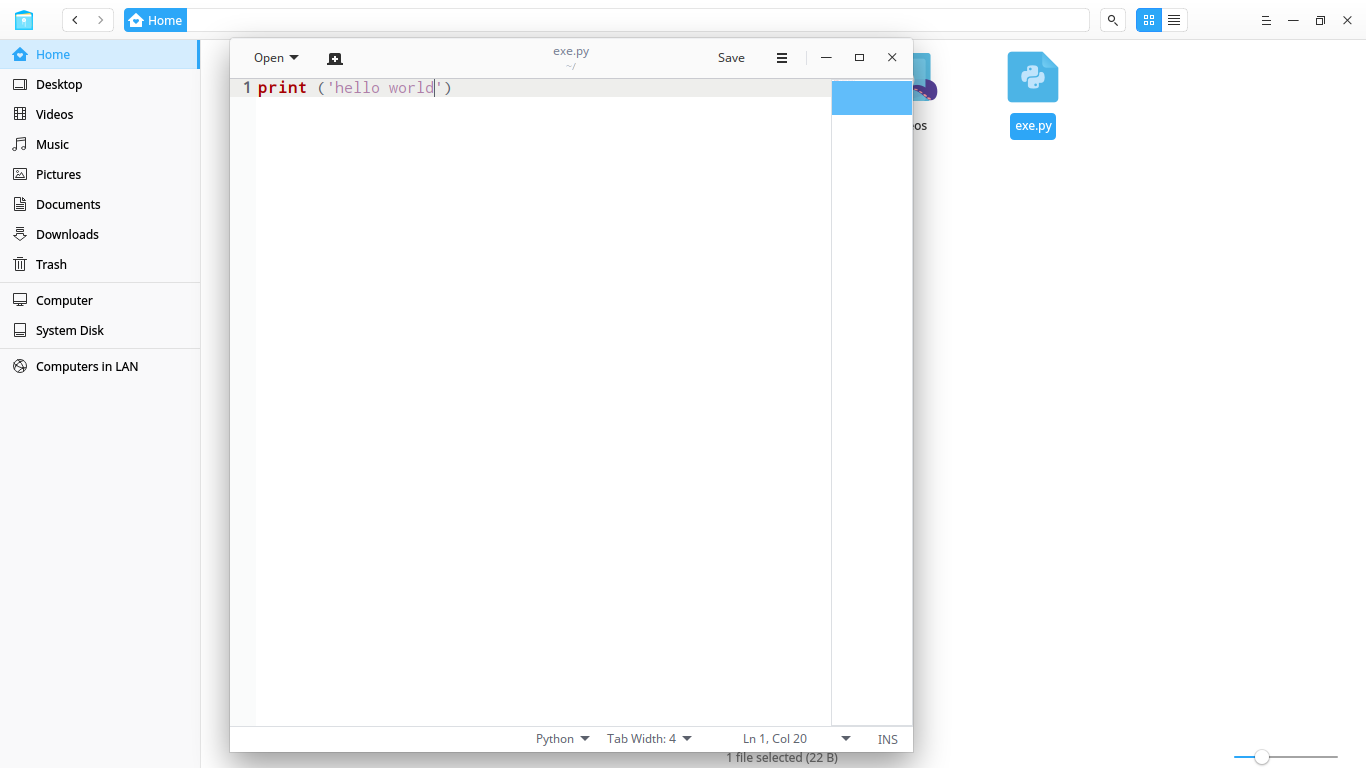 Home
Home
Desktop
Videos
Music
Pictures
Documents
Downloads
Trash
Computer
System Disk
Computers in LAN
Open
exe.py
~/
Save
1 print ('hello world')
Python
Tab Width: 4
Ln 1, Col 20
INS
exe.py
1 file selected (22 B)